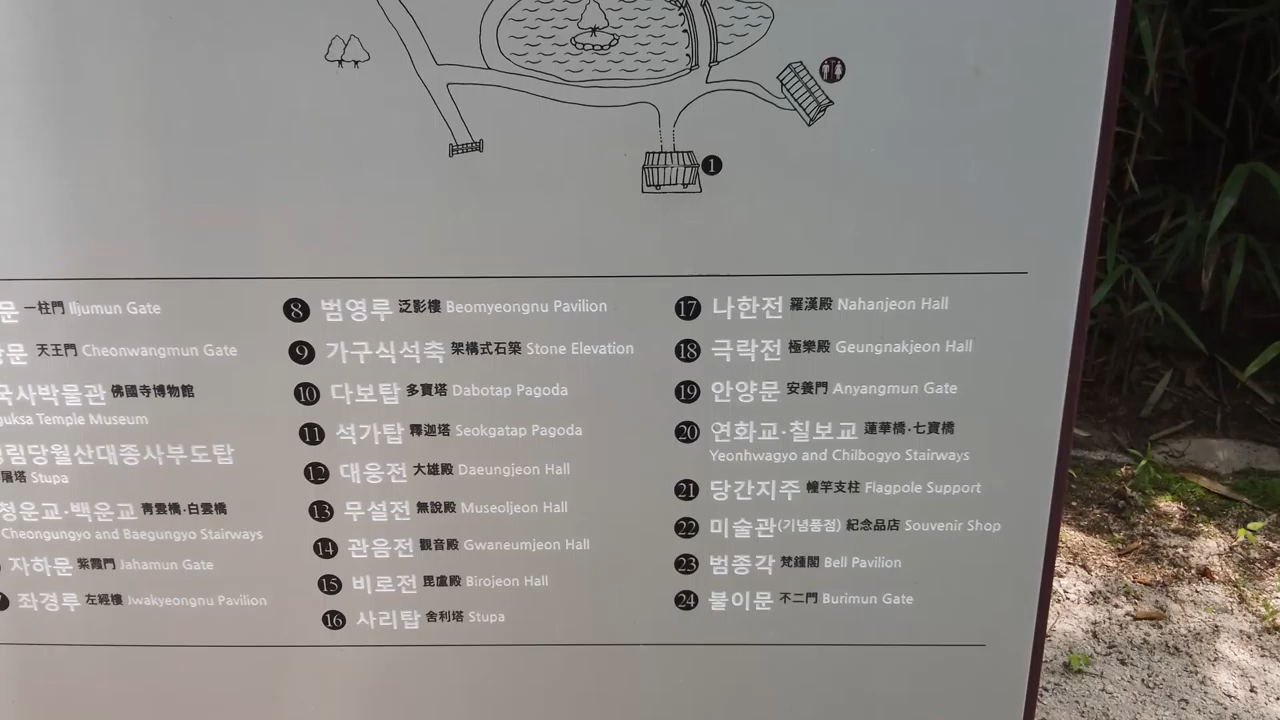 1
문 一柱門 Iljumun Gate
문 天王門 Cheonwangmun Gate
국사박물관 佛國寺博物館
guksa Temple Museum
림당월산대종사부도탑
屠塔 Stupa
청운교·백운교 靑雲橋·白雲橋
Cheongungyo and Baegungyo Stairways
자하문 紫霞門 Jahamun Gate
7 좌경루 左經樓 Jwakyeongnu Pavilion
8 범영루 泛影樓 Beomyeongnu Pavilion
9 가구식석축 架構式石築 Stone Elevation
10 다보탑 多寶塔 Dabotap Pagoda
11 석가탑 釋迦塔 Seokgatap Pagoda
12 대웅전 大雄殿 Daeungjeon Hall
13 무설전 無說殿 Museoljeon Hall
14 관음전 觀音殿 Gwaneumjeon Hall
15 비로전 毘盧殿 Birojeon Hall
16 사리탑 舍利塔 Stupa
17 나한전 羅漢殿 Nahanjeon Hall
18 극락전 極樂殿 Geungnakjeon Hall
19 안양문 安養門 Anyangmun Gate
20 연화교·칠보교 蓮華橋·七寶橋
Yeonhwagyo and Chilbogyo Stairways
21 당간지주 幢竿支柱 Flagpole Support
22 미술관(기념품점) 紀念品店 Souvenir Shop
23 범종각 梵鍾閣 Bell Pavilion
24 불이문 不二門 Burimun Gate